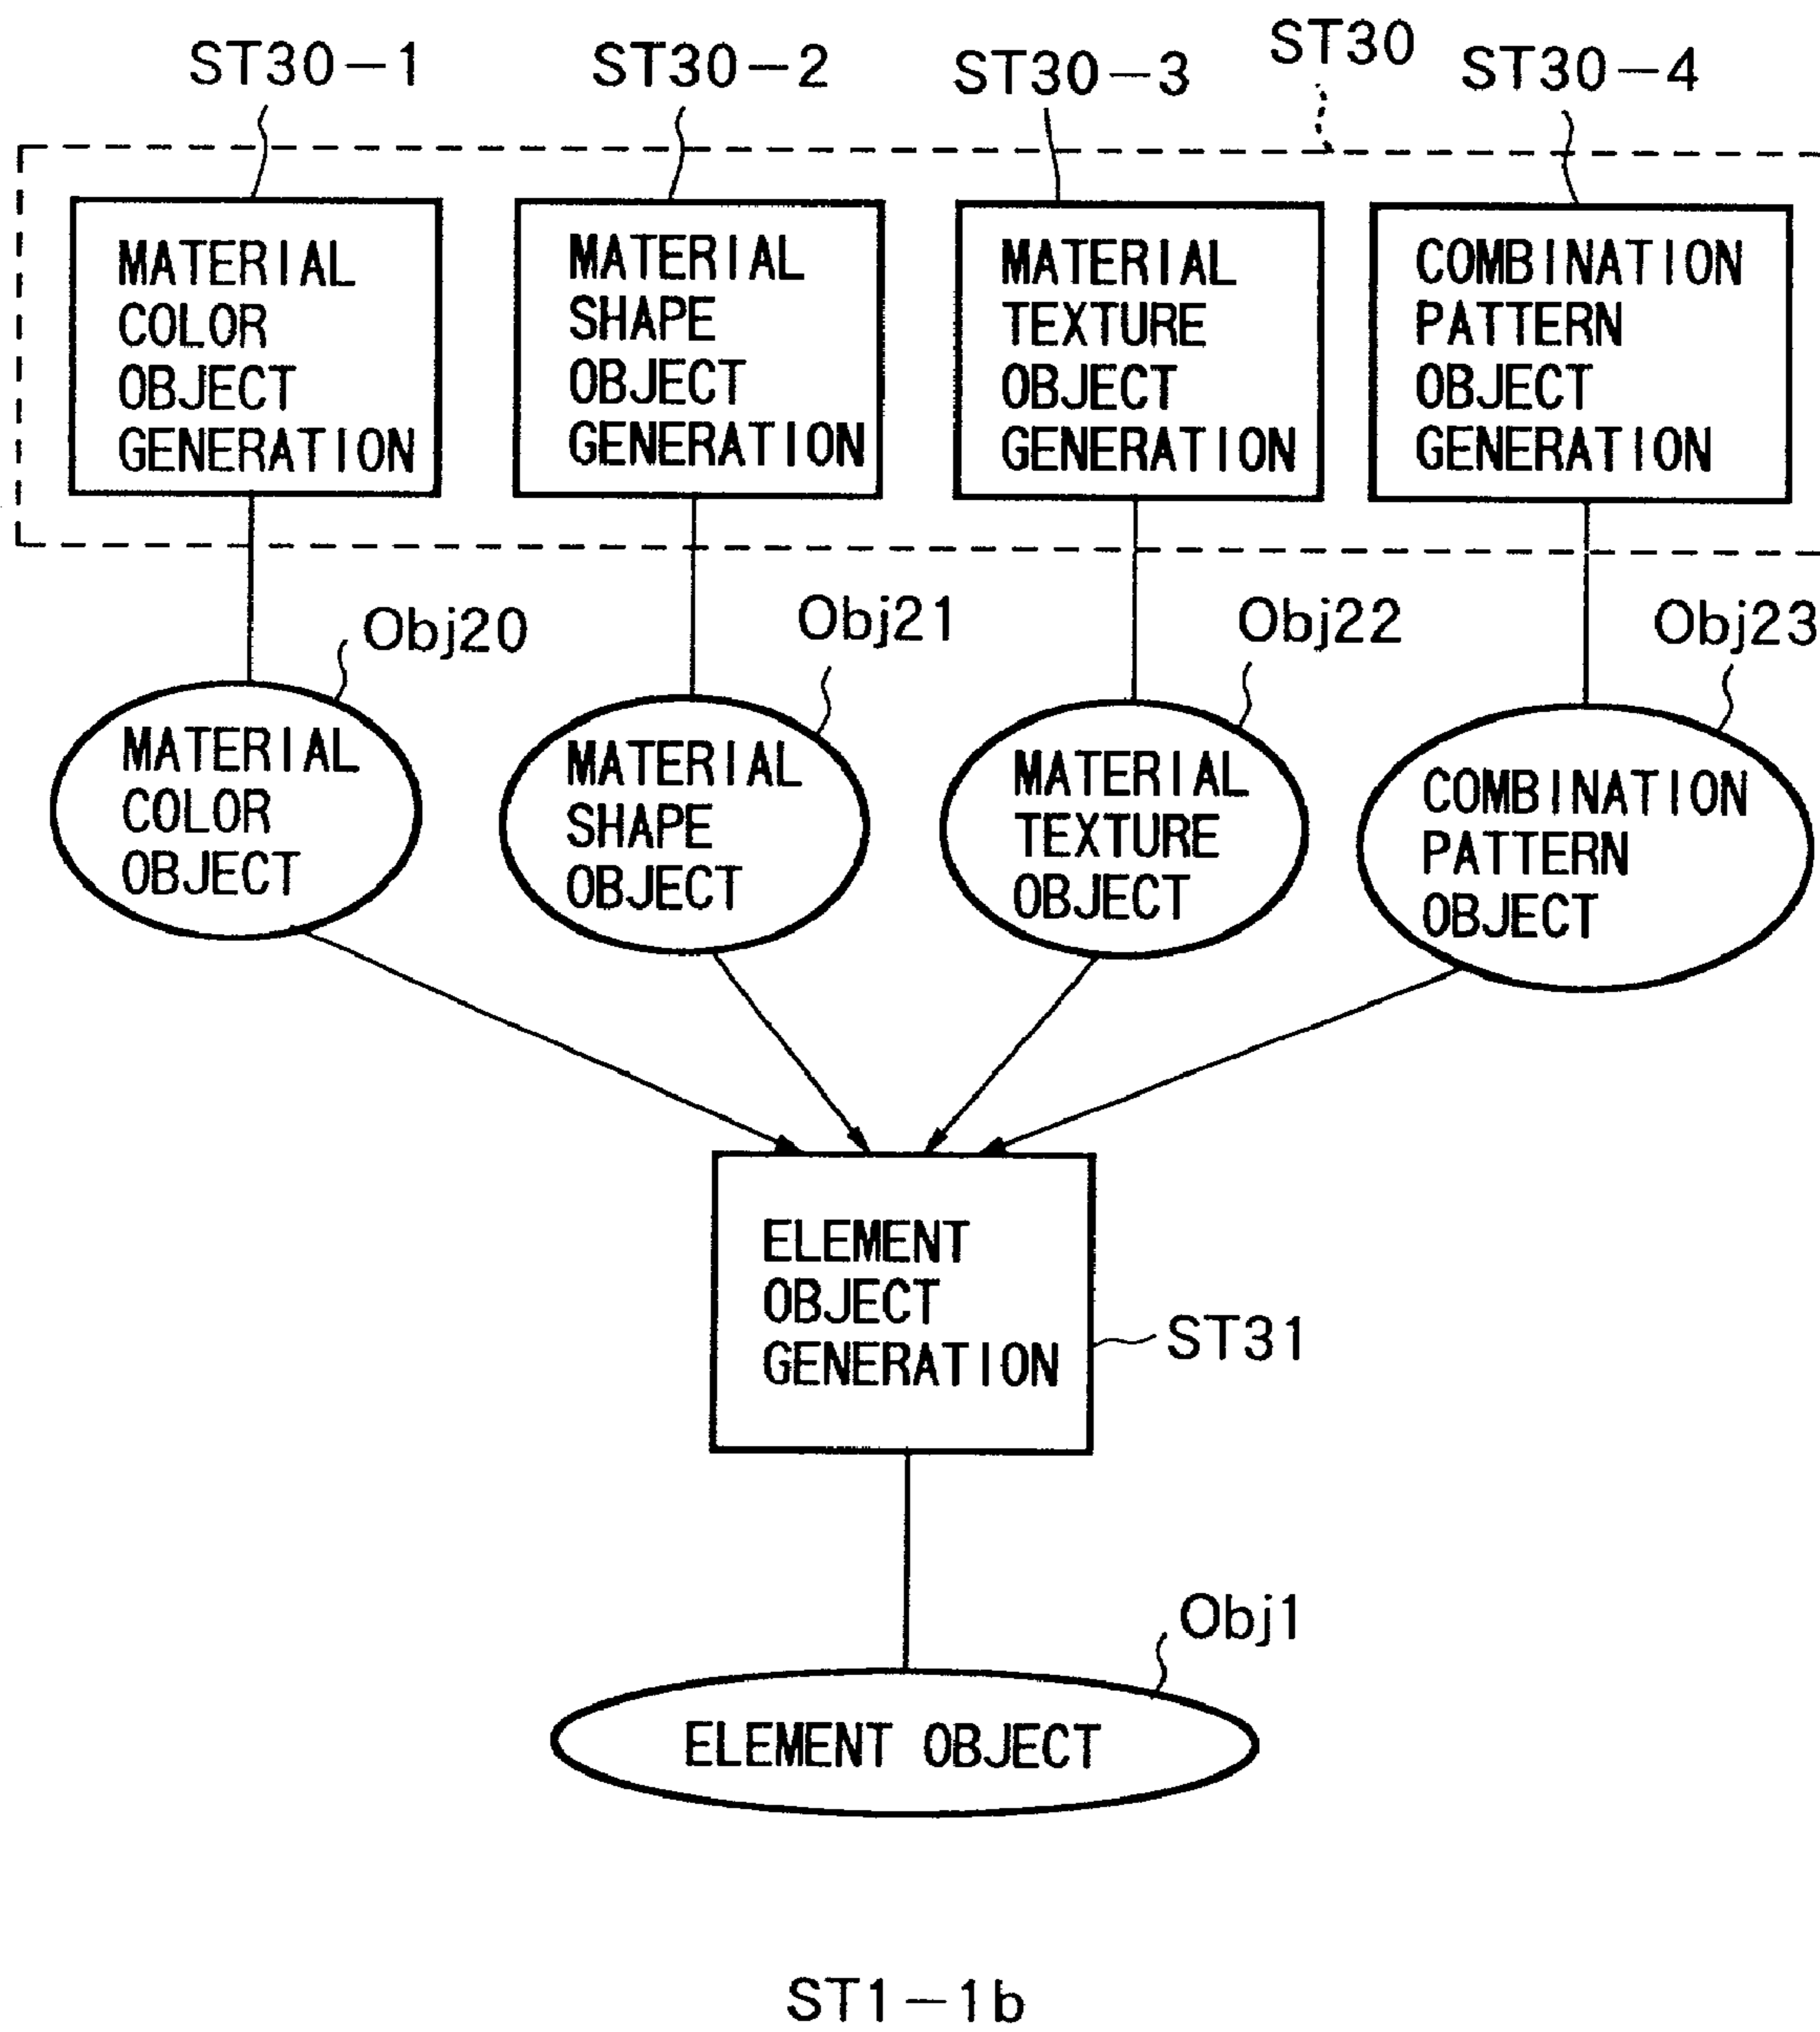 ST30-1
ST30-2
ST30-3
ST30
ST30-4
MATERIAL
COLOR
OBJECT
GENERATION
MATERIAL
SHAPE
OBJECT
GENERATION
MATERIAL
TEXTURE
OBJECT
GENERATION
COMBINATION
PATTERN
OBJECT
GENERATION
Obj20
Obj21
Obj22
Obj23
MATERIAL
COLOR
OBJECT
MATERIAL
SHAPE
OBJECT
MATERIAL
TEXTURE
OBJECT
COMBINATION
PATTERN
OBJECT
ELEMENT
OBJECT
GENERATION
ST31
Obj1
ELEMENT OBJECT
ST1-1b